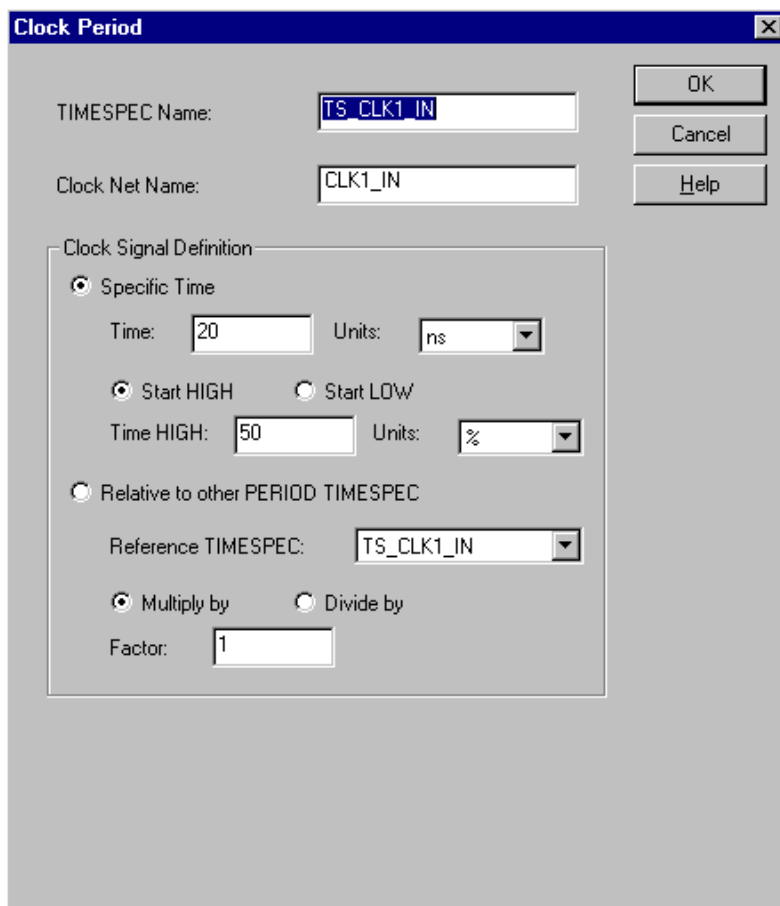 Clock Period
TIMESPEC Name: TS_CLK1_IN
OK
Cancel
Clock Net Name: CLK1_IN
Help
Clock Signal Definition
Specific Time
Time: 20 Units: ns
Start HIGH Start LOW
Time HIGH: 50 Units: %
Relative to other PERIOD TIMESPEC
Reference TIMESPEC: TS_CLK1_IN
Multiply by Divide by
Factor: 1